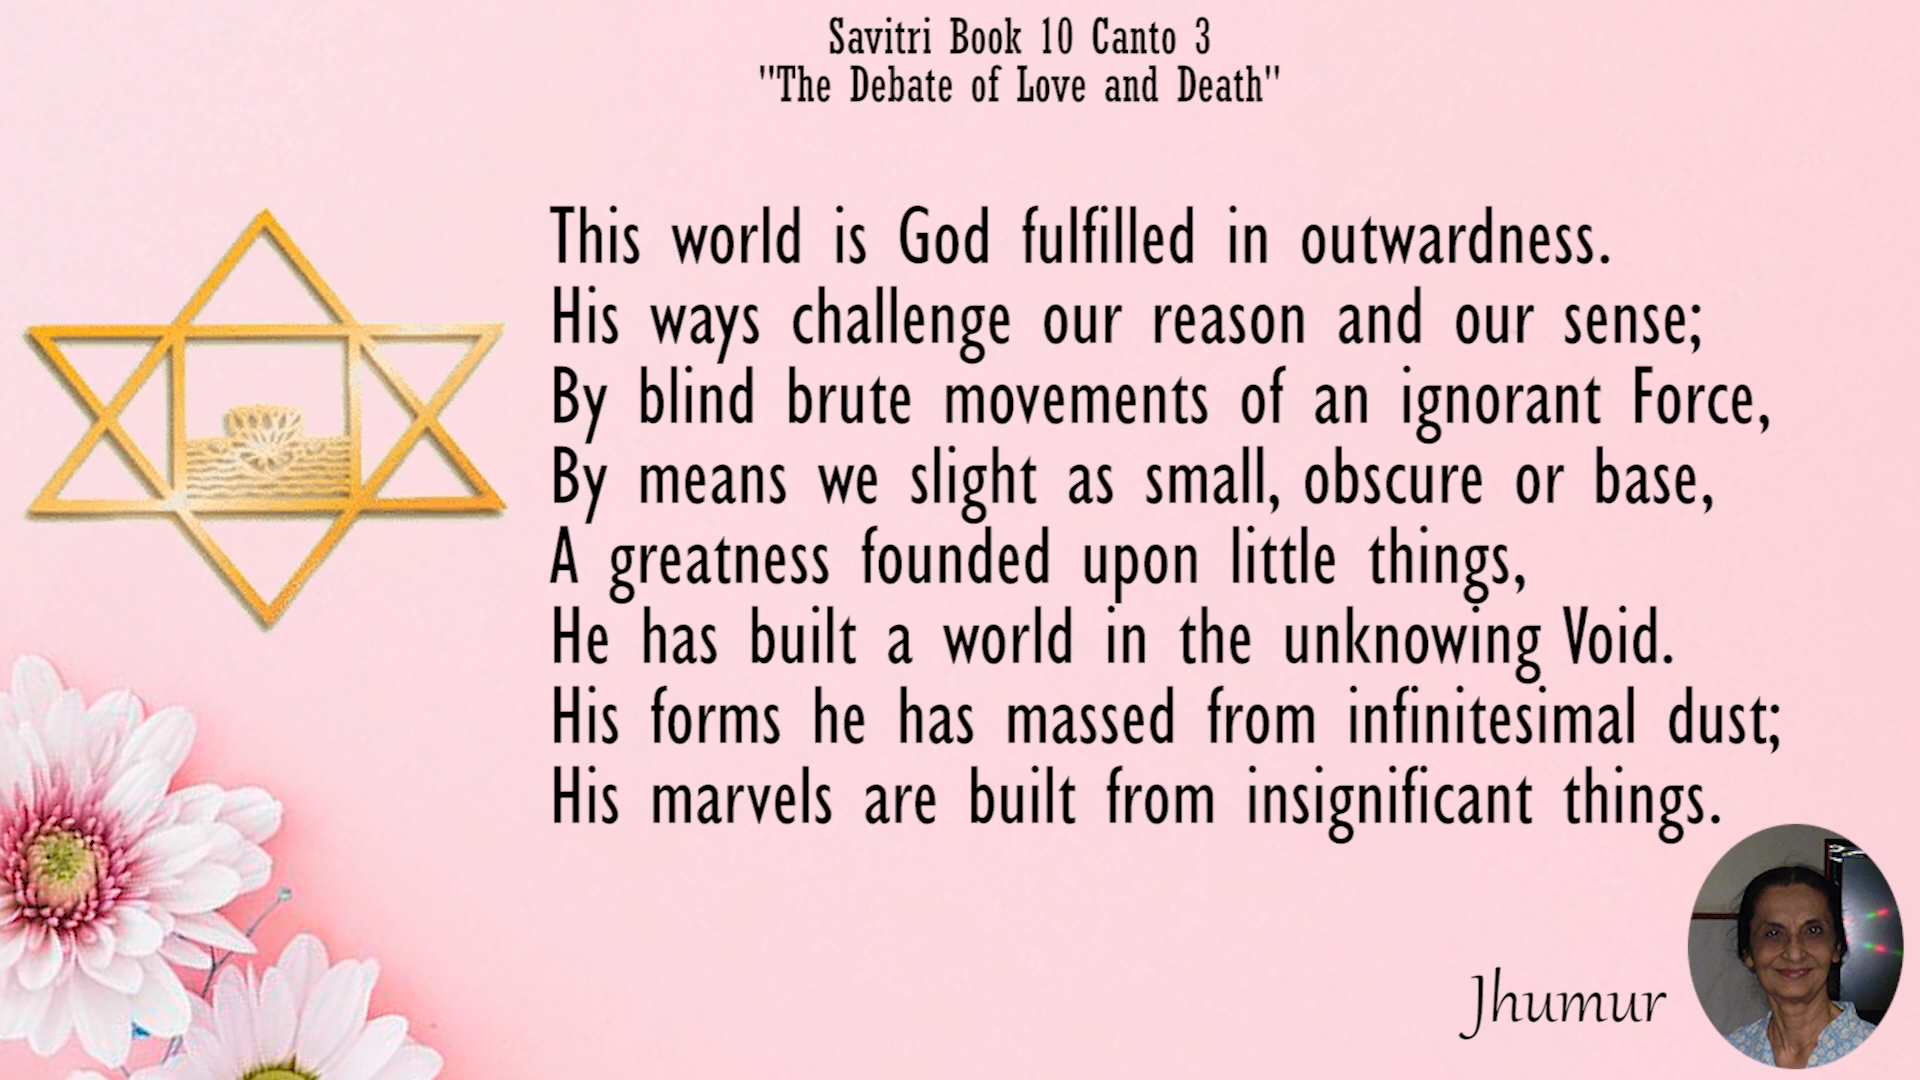 Savitri Book 10 Canto 3
"The Debate of Love and Death"
This world is God fulfilled in outwardness.
His ways challenge our reason and our sense;
By blind brute movements of an ignorant Force,
By means we slight as small, obscure or base,
A greatness founded upon little things,
He has built a world in the unknowing Void.
His forms he has massed from infinitesimal dust;
His marvels are built from insignificant things.
Jhumur